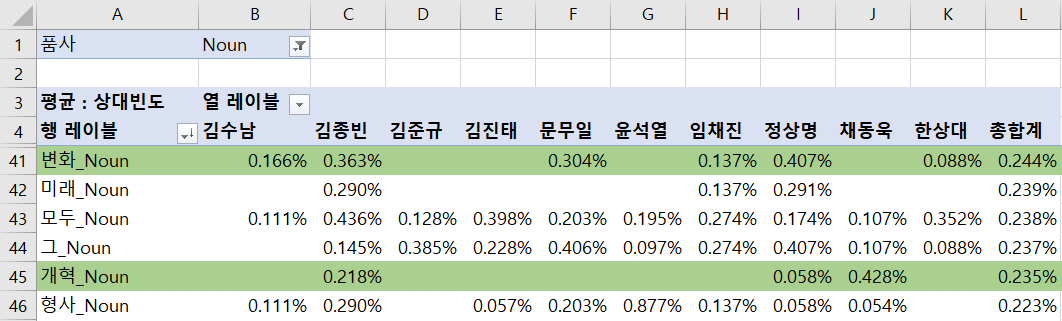 A B C D E F G H I J K L
1 품사 Noun
2
3 평균 : 상대빈도 열 레이블
4 행 레이블 김수남 김종빈 김준규 김진태 문무일 윤석열 임채진 정상명 채동욱 한상대 총합계
41 변화_Noun 0.166% 0.363% 0.304% 0.137% 0.407% 0.088% 0.244%
42 미래_Noun 0.290% 0.137% 0.291% 0.239%
43 모두_Noun 0.111% 0.436% 0.128% 0.398% 0.203% 0.195% 0.274% 0.174% 0.107% 0.352% 0.238%
44 그_Noun 0.145% 0.385% 0.228% 0.406% 0.097% 0.274% 0.407% 0.107% 0.088% 0.237%
45 개혁_Noun 0.218% 0.058% 0.428% 0.235%
46 형사_Noun 0.111% 0.290% 0.057% 0.203% 0.877% 0.137% 0.058% 0.054% 0.223%